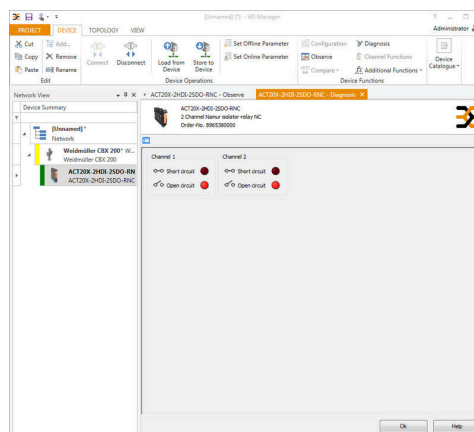 [Unnamed] (*) - WI-Manager
PROJECT DEVICE TOPOLOGY VIEW Administrator
Cut Add...
Copy Remove
Paste Rename
Edit
Connect Disconnect
Load from Device Store to Device
Set Offline Parameter
Set Online Parameter
Device Operations
Configuration Diagnosis
Observe Channel Functions
Compare Additional Functions
Device Functions
Device Catalogue
Network View
ACT20X-2HDI-2SDO-RNC - Observe ACT20X-2HDI-2SDO-RNC - Diagnosis
Device Summary
[Unnamed]*
Network
Weidmüller CBX 200* W...
Weidmüller CBX 200
ACT20X-2HDI-2SDO-RN
ACT20X-2HDI-2SDO-RNC
ACT20X-2HDI-2SDO-RNC
2 Channel Namur isolator-relay NC
Order-No. 8965380000
Channel 1 Channel 2
Short circuit Short circuit
Open circuit Open circuit
Ok Help